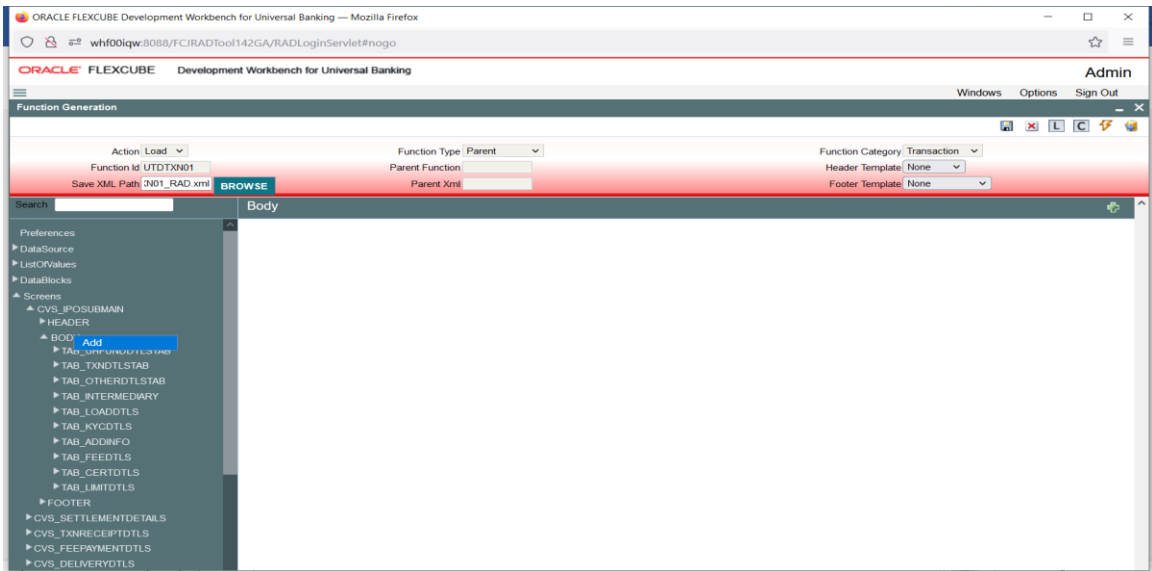 ORACLE FLEXCUBE Development Workbench for Universal Banking — Mozilla Firefox
whf00iqw:8088/FCJRADTool142GA/RADLoginServlet#nogo
ORACLE' FLEXCUBE Development Workbench for Universal Banking Admin
Windows Options Sign Out
Function Generation
L C
Action Load Function Type Parent Function Category Transaction
Function Id UTDTXN01 Parent Function Header Template None
Save XML Path :N01_RAD.xml BROWSE Parent Xml Footer Template None
Search Body
Preferences
DataSource
ListOfValues
DataBlocks
Screens
CVS_IPOSUBMAIN
HEADER
Add
TAB_TXNDTLSTAB
TAB_OTHERDTLSTAB
TAB_INTERMEDIARY
TAB_LOADDTLS
TAB_KYCDTLS
TAB_ADDINFO
TAB_FEEDTLS
TAB_CERTDTLS
TAB_LIMITDTLS
FOOTER
CVS_SETTLEMENTDETAILS
CVS_TXNRECEIPTDTLS
CVS_FEEPAYMENTDTLS
CVS_DELIVERYDTLS